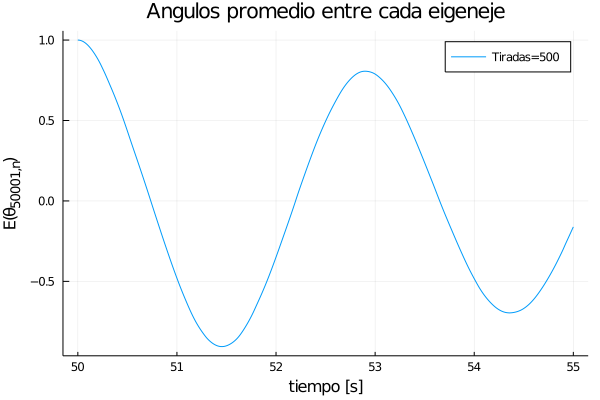 Angulos promedio entre cada eigeneje
Tiradas=500
1.0
0.5
0.0
−0.5
E(θ₅₀₀₀₁,ₙ)
50 51 52 53 54 55
tiempo [s]